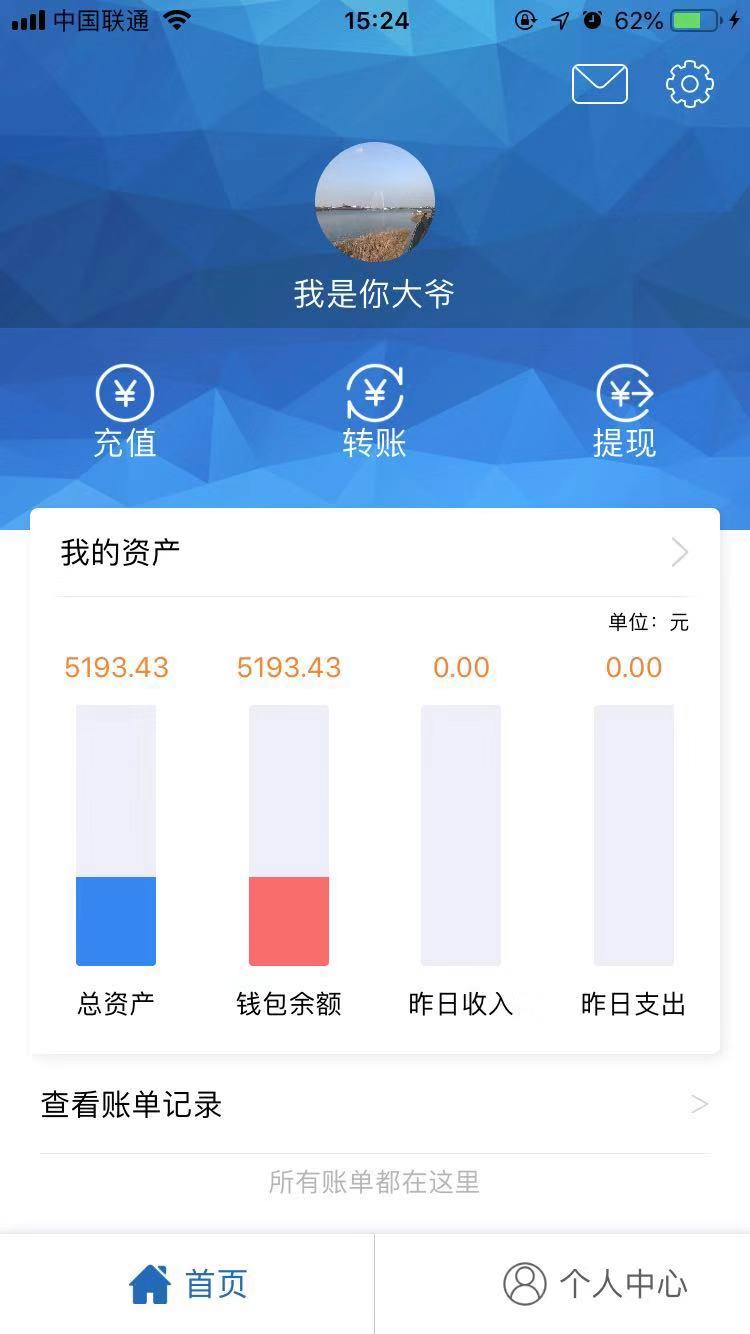 中国联通 15:24 62%
我是你大爷
充值 转账 提现
我的资产
单位：元
5193.43 5193.43 0.00 0.00
总资产 钱包余额 昨日收入 昨日支出
查看账单记录
所有账单都在这里
首页 个人中心